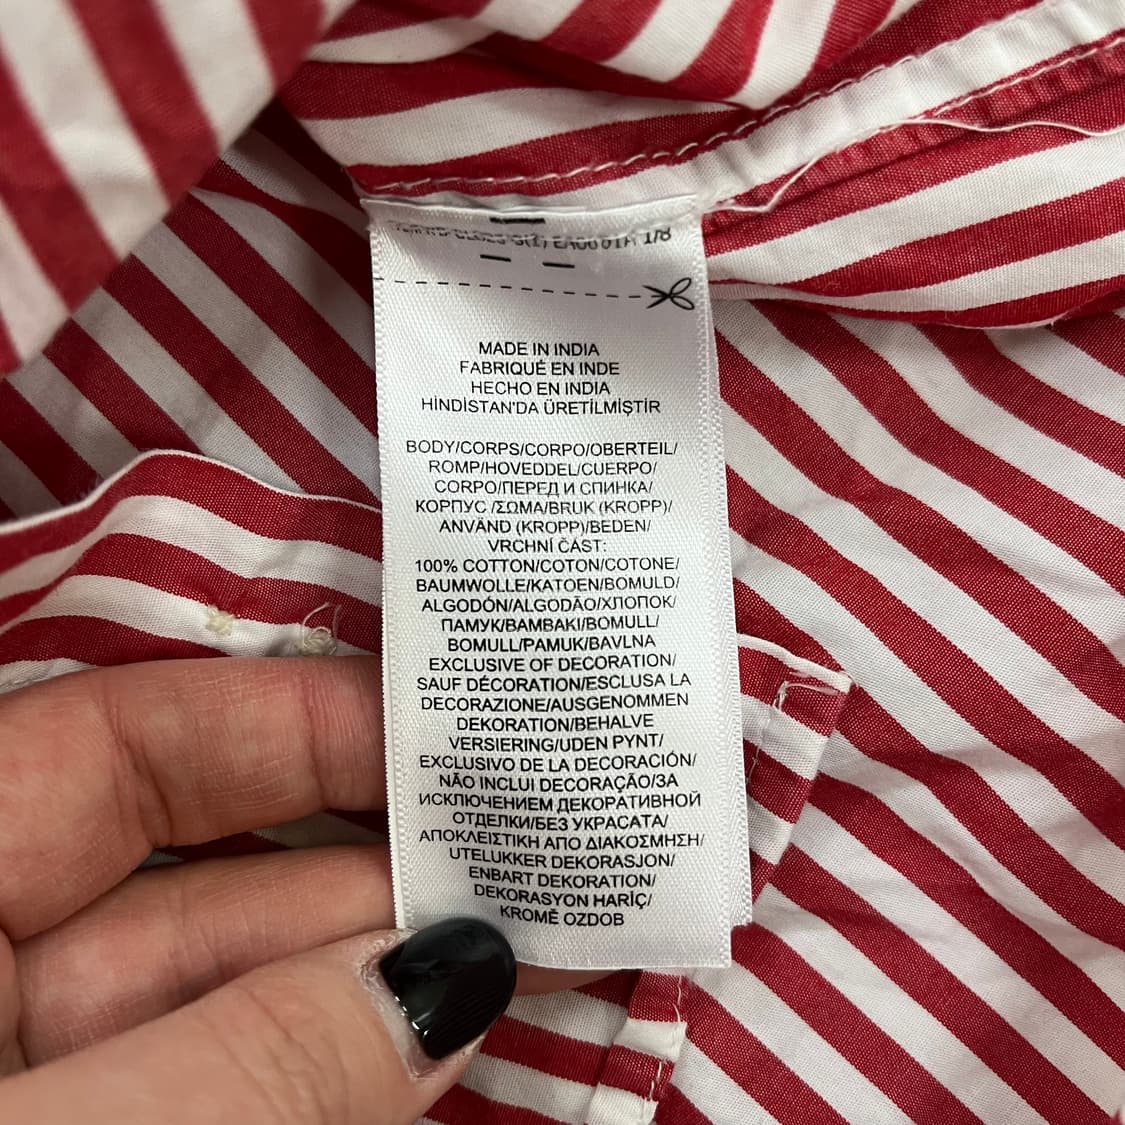 1/8
MADE IN INDIA
FABRIQUÉ EN INDE
HECHO EN INDIA
HİNDİSTAN'DA ÜRETİLMİŞTİR
BODY/CORPS/CORPO/OBERTEIL/
ROMP/HOVEDDEL/CUERPO/
CORPO/ПЕРЕД И СПИНКА/
КОРПУС /ΣΩΜΑ/BRUK (KROPP)/
ANVÄND (KROPP)/BEDEN/
VRCHNÍ ČÁST:
100% COTTON/COTON/COTONE/
BAUMWOLLE/KATOEN/BOMULD/
ALGODÓN/ALGODÃO/ХЛОПОК/
ПАМУК/ΒΑΜΒΑΚΙ/BOMULL/
BOMULL/PAMUK/BAVLNA
EXCLUSIVE OF DECORATION/
SAUF DÉCORATION/ESCLUSA LA
DECORAZIONE/AUSGENOMMEN
DEKORATION/BEHALVE
VERSIERING/UDEN PYNT/
EXCLUSIVO DE LA DECORACIÓN/
NÃO INCLUI DECORAÇÃO/ЗА
ИСКЛЮЧЕНИЕМ ДЕКОРАТИВНОЙ
ОТДЕЛКИ/БЕЗ УКРАСАТА/
ΑΠΟΚΛΕΙΣΤΙΚΗ ΑΠΟ ΔΙΑΚΟΣΜΗΣΗ/
UTELUKKER DEKORASJON/
ENBART DEKORATION/
DEKORASYON HARİÇ/
KROMĚ OZDOB